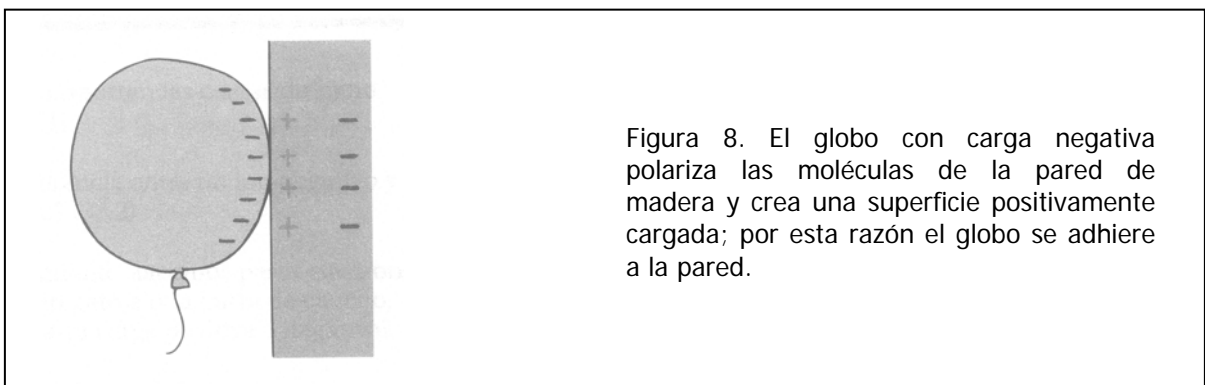 Figura 8. El globo con carga negativa
polariza las moléculas de la pared de
madera y crea una superficie positivamente
cargada; por esta razón el globo se adhiere
a la pared.